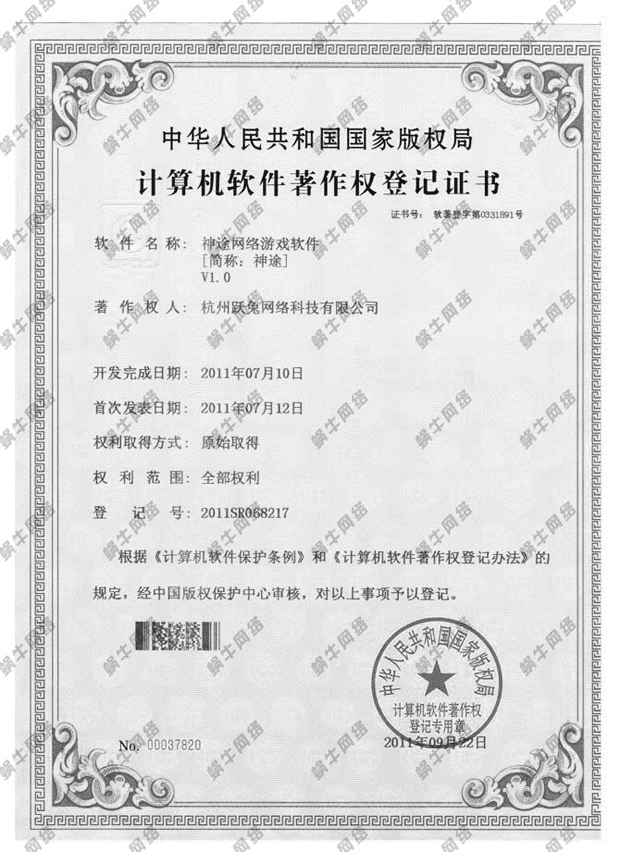 中华人民共和国国家版权局
计算机软件著作权登记证书
证书号： 软著登字第0331891号
软件名称： 神途网络游戏软件
[简称：神途]
V1.0
著作权人： 杭州跃兔网络科技有限公司
开发完成日期： 2011年07月10日
首次发表日期： 2011年07月12日
权利取得方式： 原始取得
权利范围： 全部权利
登记号： 2011SR068217
根据《计算机软件保护条例》和《计算机软件著作权登记办法》的
规定，经中国版权保护中心审核，对以上事项予以登记。
中华人民共和国国家版权局
计算机软件著作权
登记专用章
No. 00037820
2011年09月22日
蜗牛网络